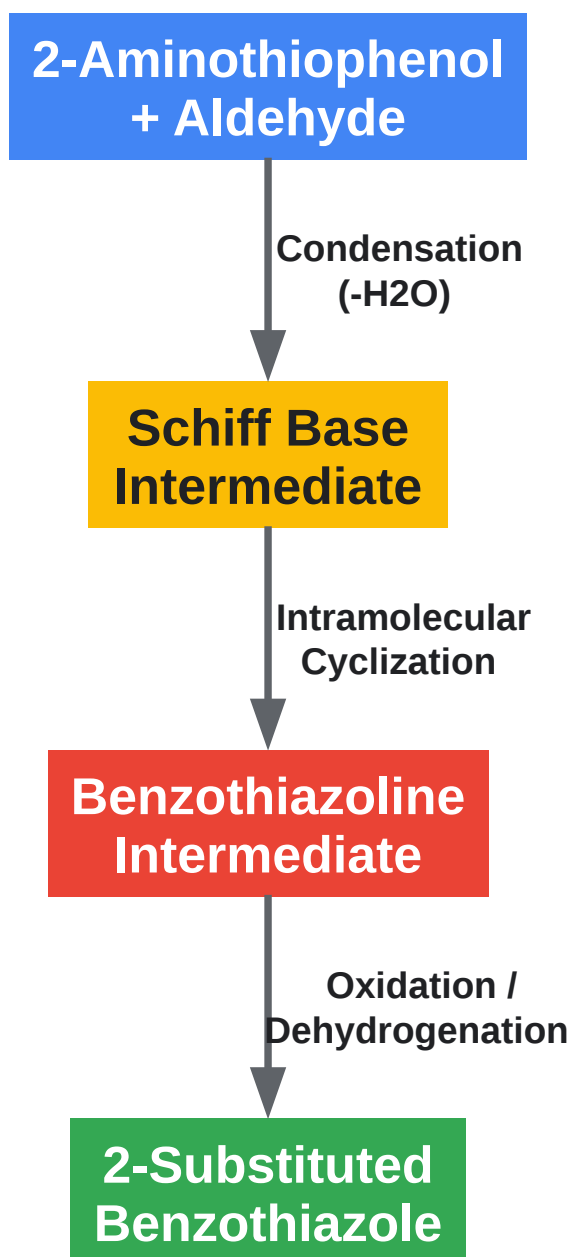 2-Aminothiophenol
+ Aldehyde
Condensation
(-H2O)
Schiff Base
Intermediate
Intramolecular
Cyclization
Benzothiazoline
Intermediate
Oxidation /
Dehydrogenation
2-Substituted
Benzothiazole